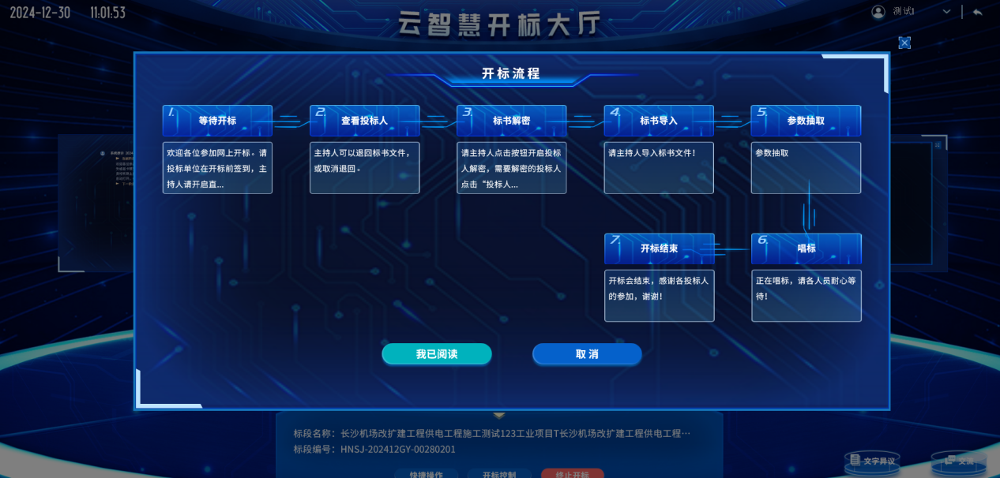 2024-12-30 11:01:53
云智慧开标大厅
测试1
开标流程
1. 等待开标
欢迎各位参加网上开标。请
投标单位在开标前签到，主
持人请开启直...
2. 查看投标人
主持人可以退回标书文件，
或取消退回。
3. 标书解密
请主持人点击按钮开启投标
人解密，需要解密的投标人
点击“投标人...
4. 标书导入
请主持人导入标书文件！
5. 参数抽取
参数抽取
7. 开标结束
开标会结束，感谢各投标人
的参加，谢谢！
6. 唱标
正在唱标，请各人员耐心等
待！
我已阅读
取消
标段名称：长沙机场改扩建工程供电工程施工测试123工业项目T长沙机场改扩建工程供电工程···
标段编号：HNSJ-202412GY-00280201
快捷操作
开标控制
终止开标
文字异议
交流